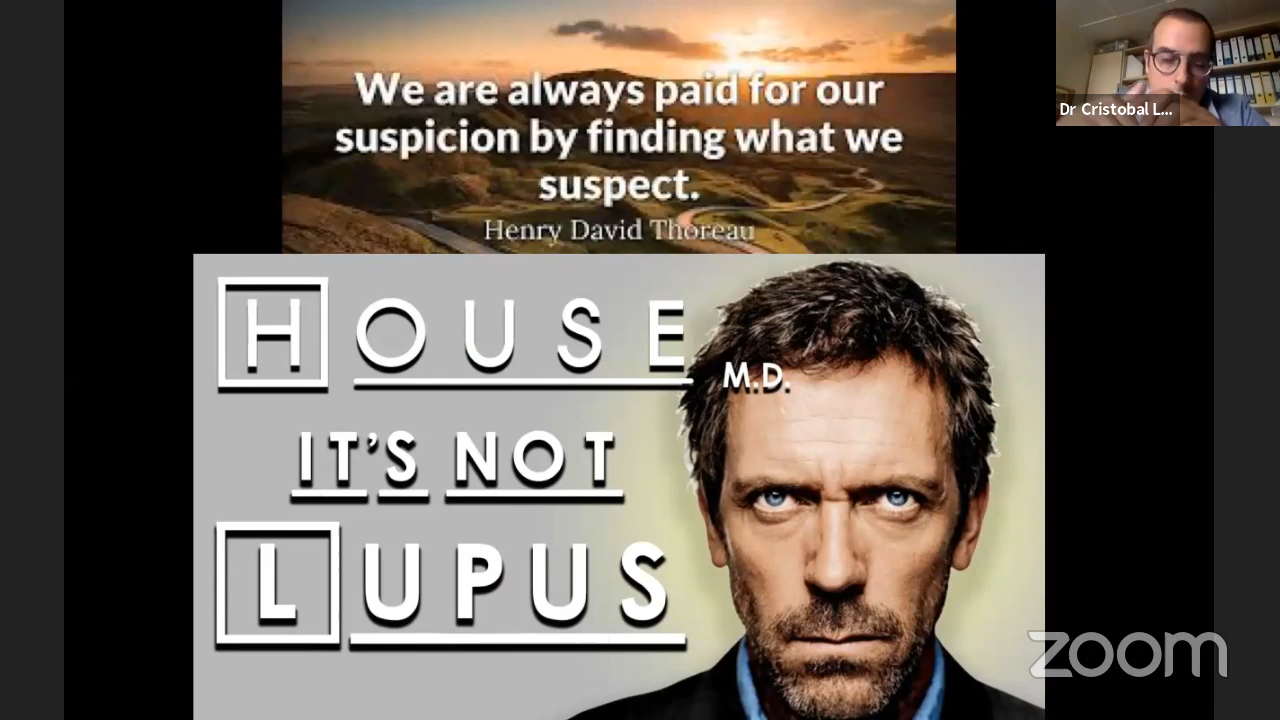 We are always paid for our
suspicion by finding what we
suspect.
Henry David Thoreau
Dr Cristobal L...
HOUSE
M.D.
IT'S NOT
LUPUS
zoom